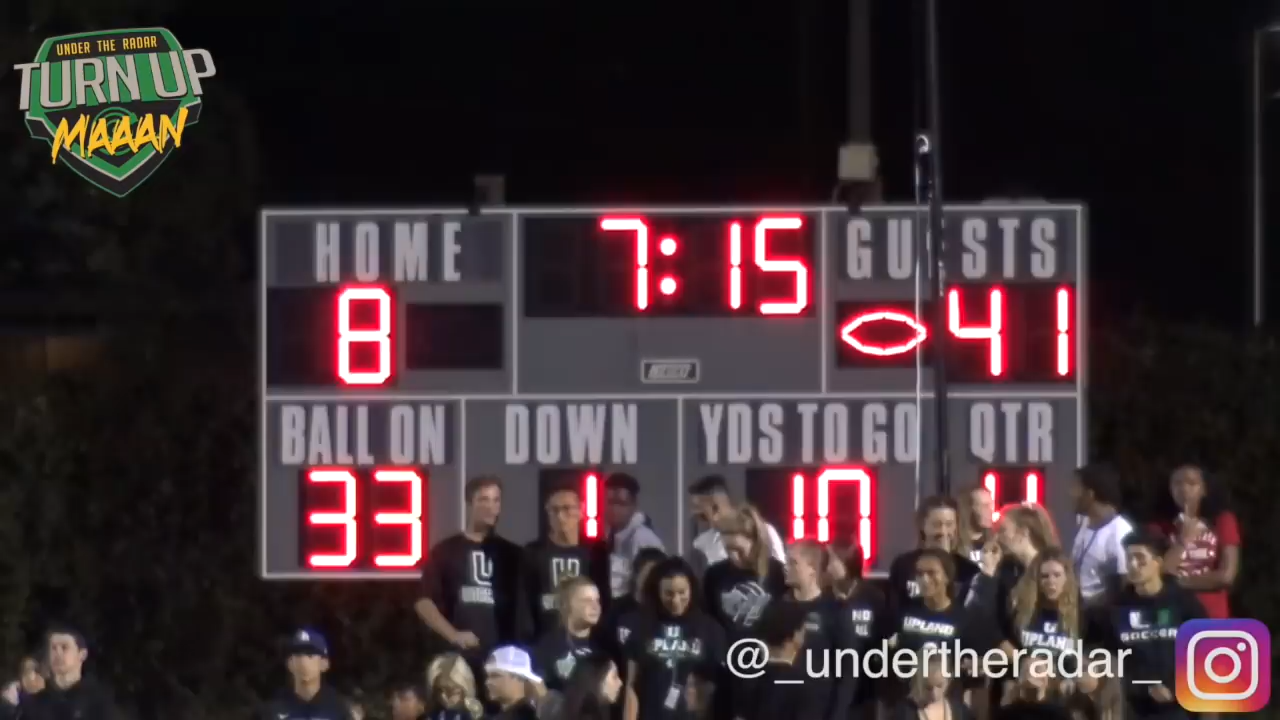 UNDER THE RADAR
TURN UP
MAAAN
HOME 7:15 GUESTS
8 41
BALL ON DOWN YDS TO GO QTR
33 1 10 4
U
UPLAND
UPLAND
SOCCER
@_undertheradar_